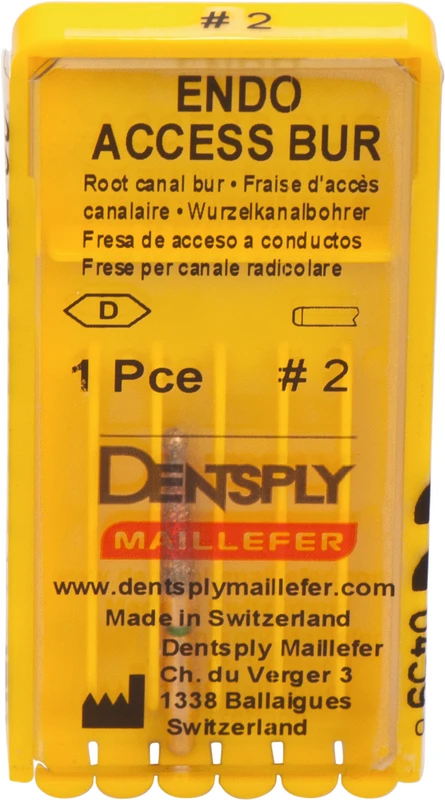 # 2
ENDO
ACCESS BUR
Root canal bur • Fraise d'accès
canalaire • Wurzelkanalbohrer
Fresa de acceso a conductos
Frese per canale radicolare
D
1 Pce # 2
DENTSPLY
MAILLEFER
www.dentsplymaillefer.com
Made in Switzerland
Dentsply Maillefer
Ch. du Verger 3
1338 Ballaigues
Switzerland